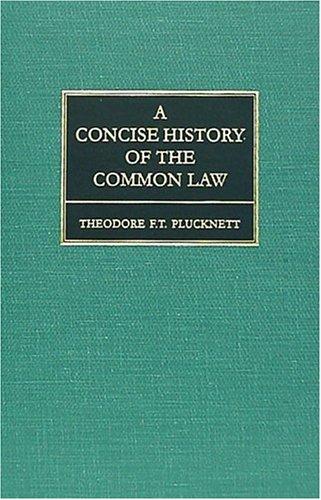 A
CONCISE HISTORY
OF THE
COMMON LAW
THEODORE F.T. PLUCKNETT